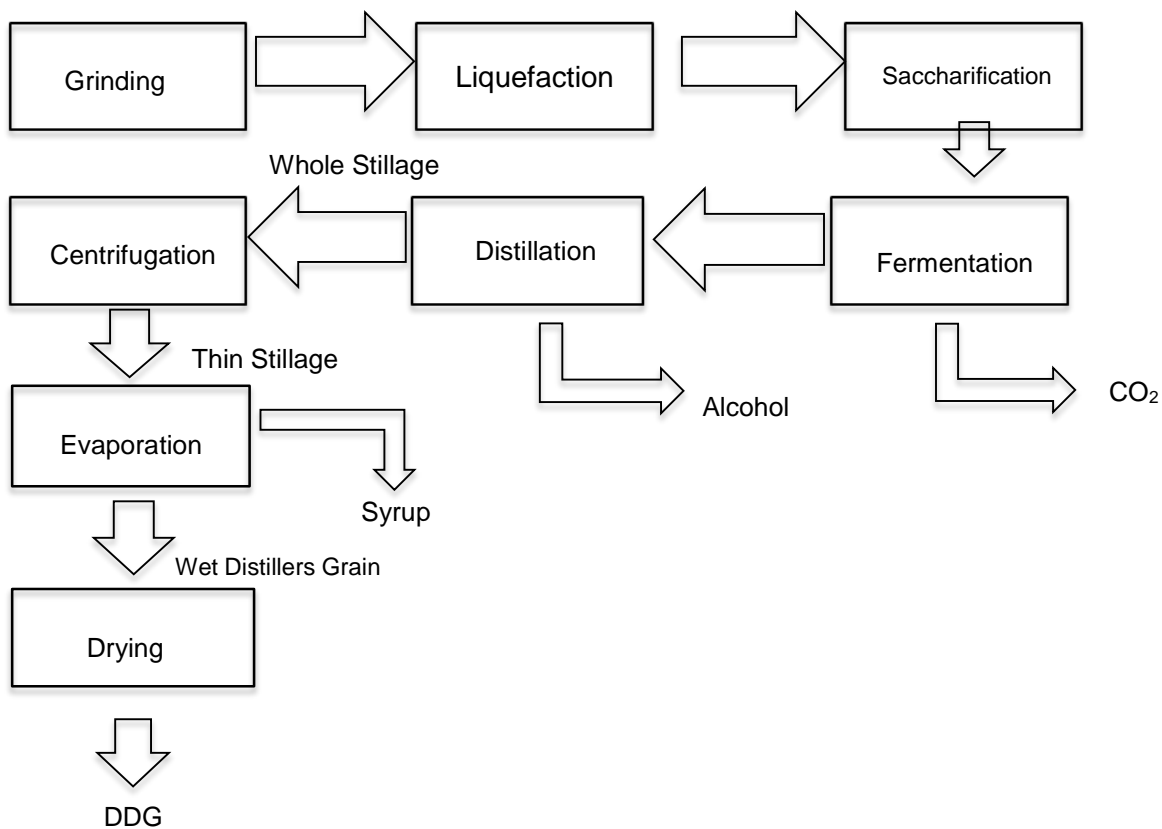 Grinding
Liquefaction
Saccharification
Whole Stillage
Centrifugation
Distillation
Fermentation
Thin Stillage
Alcohol
CO₂
Evaporation
Syrup
Wet Distillers Grain
Drying
DDG